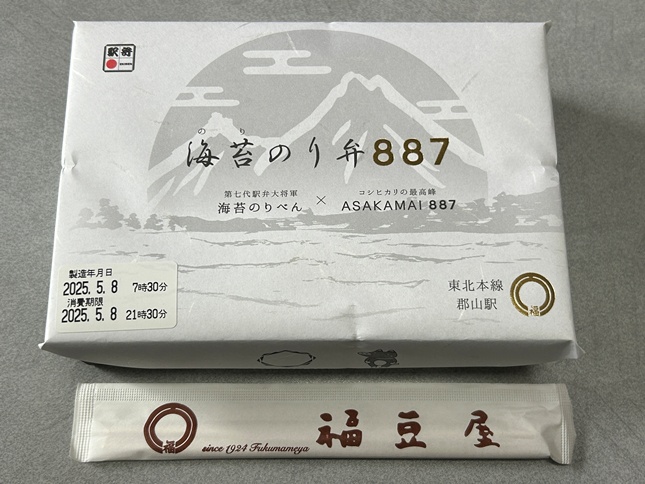 駅弁
のり
海苔のり弁887
第七代駅弁大将軍
海苔のりべん
×
コシヒカリの最高峰
ASAKAMAI 887
製造年月日
2025. 5. 8 7時30分
消費期限
2025. 5. 8 21時30分
東北本線
郡山駅
福
福
since 1924 Fukumameya
福豆屋